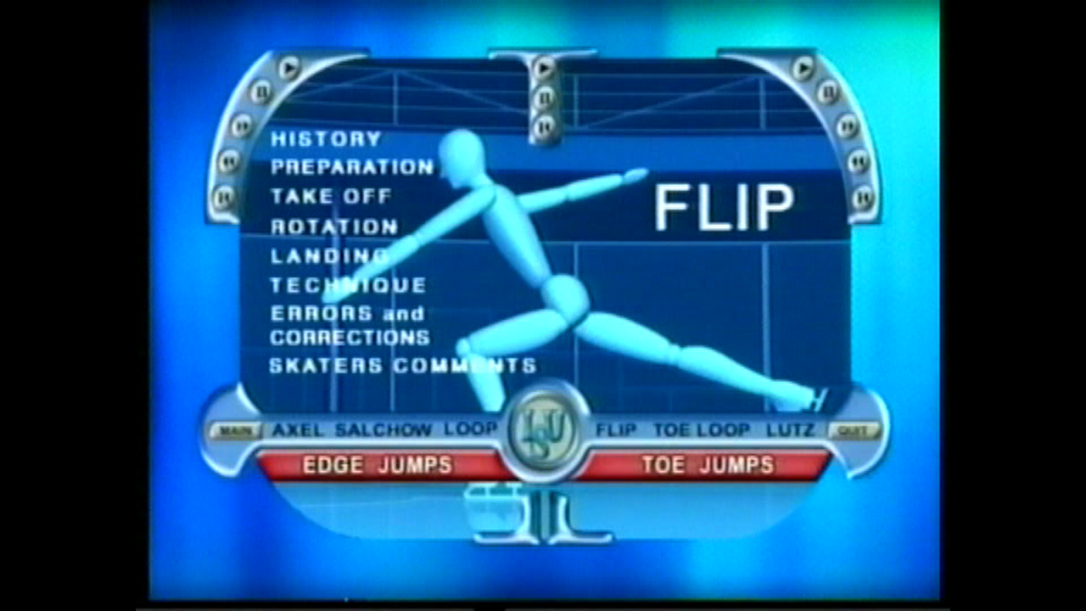 HISTORY
PREPARATION
TAKE OFF
FLIP
ROTATION
LANDING
TECHNIQUE
ERRORS and
CORRECTIONS
SKATERS COMMENTS
MAIN AXEL SALCHOW LOOP FLIP TOE LOOP LUTZ QUIT
EDGE JUMPS TOE JUMPS